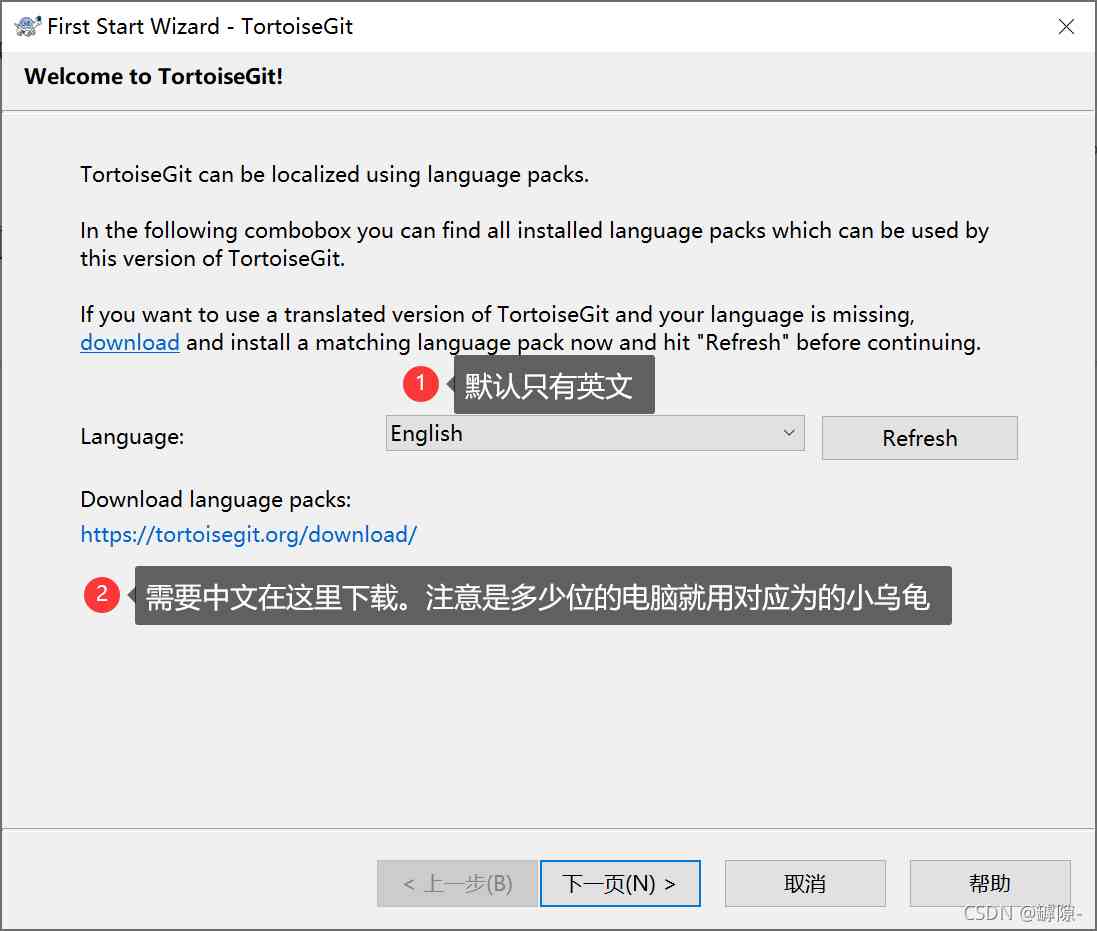 First Start Wizard - TortoiseGit
Welcome to TortoiseGit!
TortoiseGit can be localized using language packs.
In the following combobox you can find all installed language packs which can be used by
this version of TortoiseGit.
If you want to use a translated version of TortoiseGit and your language is missing,
download and install a matching language pack now and hit "Refresh" before continuing.
1 默认只有英文
Language: English Refresh
Download language packs:
https://tortoisegit.org/download/
2 需要中文在这里下载。注意是多少位的电脑就用对应为的小乌龟
< 上一步(B) 下一页(N) > 取消 帮助
CSDN @罅隙-